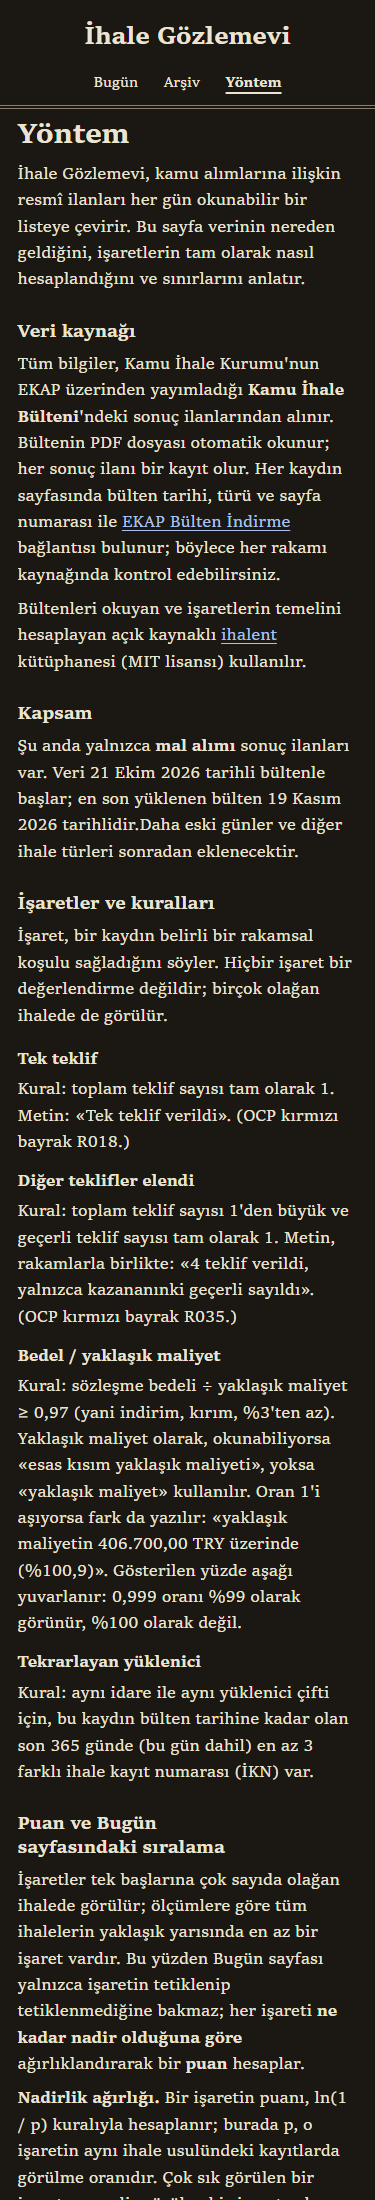 İhale Gözlemevi
Bugün Arşiv Yöntem
Yöntem
İhale Gözlemevi, kamu alımlarına ilişkin
resmî ilanları her gün okunabilir bir
listeye çevirir. Bu sayfa verinin nereden
geldiğini, işaretlerin tam olarak nasıl
hesaplandığını ve sınırlarını anlatır.
Veri kaynağı
Tüm bilgiler, Kamu İhale Kurumu'nun
EKAP üzerinden yayımladığı Kamu İhale
Bülteni'ndeki sonuç ilanlarından alınır.
Bültenin PDF dosyası otomatik okunur;
her sonuç ilanı bir kayıt olur. Her kaydın
sayfasında bülten tarihi, türü ve sayfa
numarası ile EKAP Bülten İndirme
bağlantısı bulunur; böylece her rakamı
kaynağında kontrol edebilirsiniz.
Bültenleri okuyan ve işaretlerin temelini
hesaplayan açık kaynaklı ihalent
kütüphanesi (MIT lisansı) kullanılır.
Kapsam
Şu anda yalnızca mal alımı sonuç ilanları
var. Veri 21 Ekim 2026 tarihli bültenle
başlar; en son yüklenen bülten 19 Kasım
2026 tarihlidir.Daha eski günler ve diğer
ihale türleri sonradan eklenecektir.
İşaretler ve kuralları
İşaret, bir kaydın belirli bir rakamsal
koşulu sağladığını söyler. Hiçbir işaret bir
değerlendirme değildir; birçok olağan
ihalede de görülür.
Tek teklif
Kural: toplam teklif sayısı tam olarak 1.
Metin: «Tek teklif verildi». (OCP kırmızı
bayrak R018.)
Diğer teklifler elendi
Kural: toplam teklif sayısı 1'den büyük ve
geçerli teklif sayısı tam olarak 1. Metin,
rakamlarla birlikte: «4 teklif verildi,
yalnızca kazananınki geçerli sayıldı».
(OCP kırmızı bayrak R035.)
Bedel / yaklaşık maliyet
Kural: sözleşme bedeli ÷ yaklaşık maliyet
≥ 0,97 (yani indirim, kırım, %3'ten az).
Yaklaşık maliyet olarak, okunabiliyorsa
«esas kısım yaklaşık maliyeti», yoksa
«yaklaşık maliyet» kullanılır. Oran 1'i
aşıyorsa fark da yazılır: «yaklaşık
maliyetin 406.700,00 TRY üzerinde
(%100,9)». Gösterilen yüzde aşağı
yuvarlanır: 0,999 oranı %99 olarak
görünür, %100 olarak değil.
Tekrarlayan yüklenici
Kural: aynı idare ile aynı yüklenici çifti
için, bu kaydın bülten tarihine kadar olan
son 365 günde (bu gün dahil) en az 3
farklı ihale kayıt numarası (İKN) var.
Puan ve Bugün
sayfasındaki sıralama
İşaretler tek başlarına çok sayıda olağan
ihalede görülür; ölçümlere göre tüm
ihalelerin yaklaşık yarısında en az bir
işaret vardır. Bu yüzden Bugün sayfası
yalnızca işaretin tetiklenip
tetiklenmediğine bakmaz; her işareti ne
kadar nadir olduğuna göre
ağırlıklandırarak bir puan hesaplar.
Nadirlik ağırlığı. Bir işaretin puanı, ln(1
/ p) kuralıyla hesaplanır; burada p, o
işaretin aynı ihale usulündeki kayıtlarda
görülme oranıdır. Çok sık görülen bir